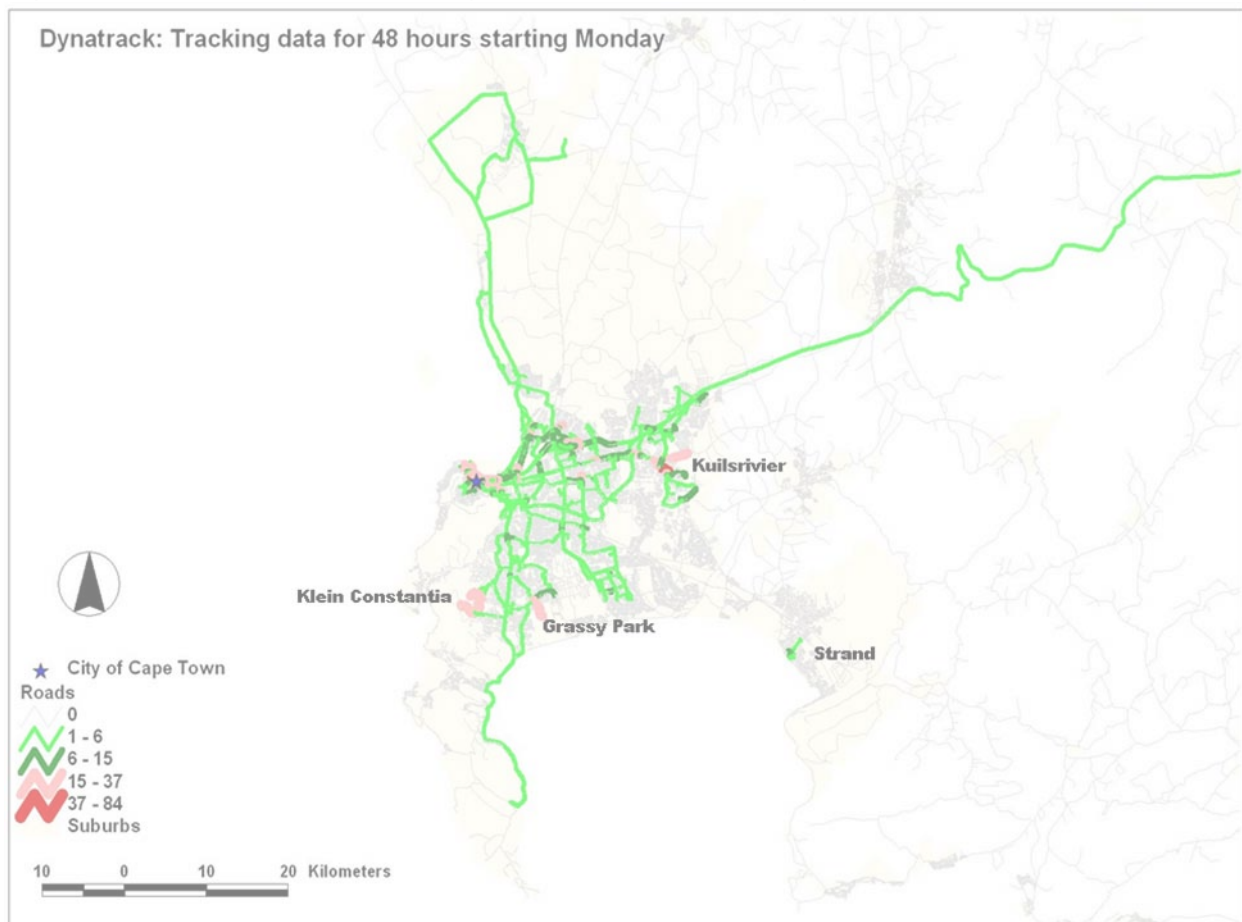 Dynatrack: Tracking data for 48 hours starting Monday
Kuilsrivier
Klein Constantia
Grassy Park
Strand
City of Cape Town
Roads
0
1 - 6
6 - 15
15 - 37
37 - 84
Suburbs
10 0 10 20 Kilometers